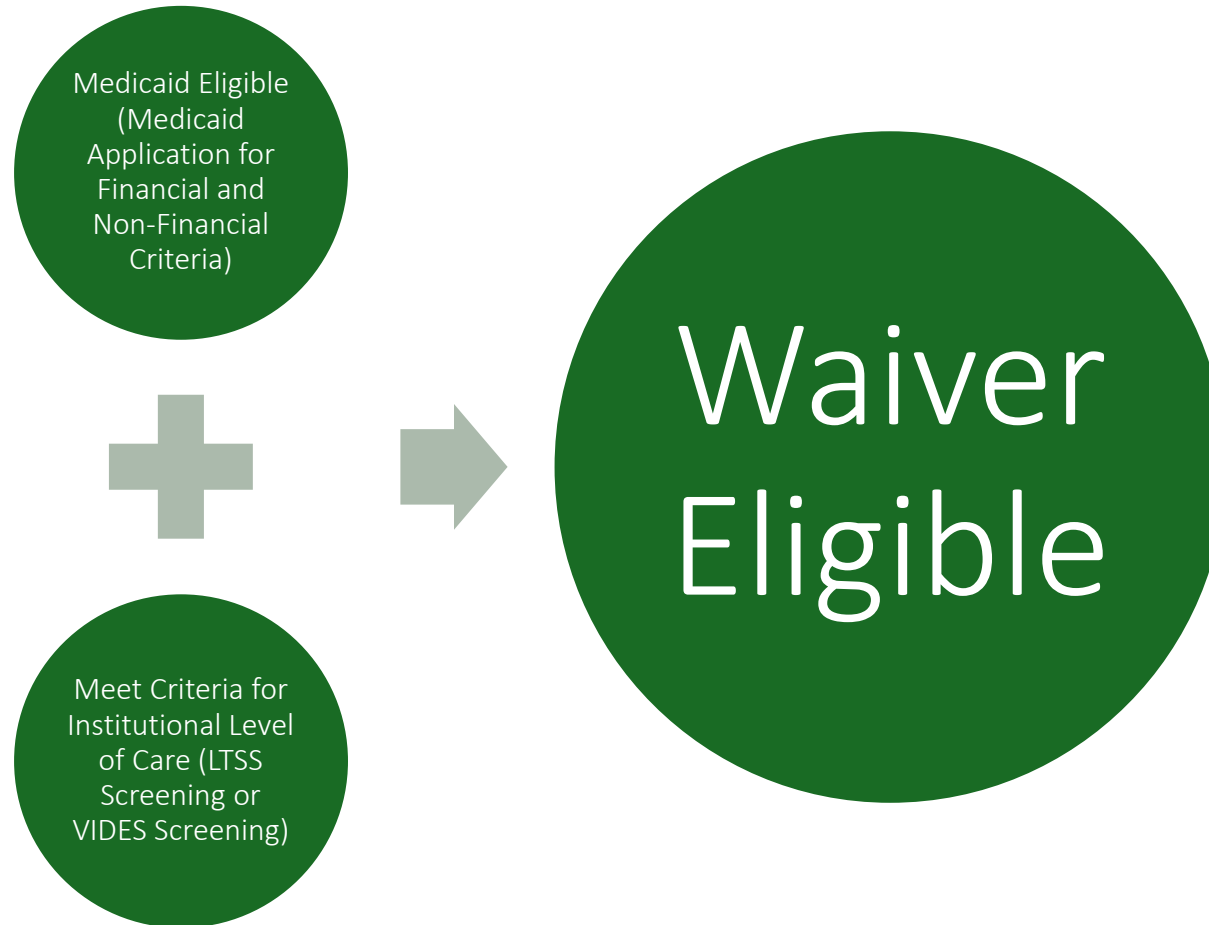 Medicaid Eligible
(Medicaid
Application for
Financial and
Non-Financial
Criteria)
Meet Criteria for
Institutional Level
of Care (LTSS
Screening or
VIDES Screening)
Waiver
Eligible